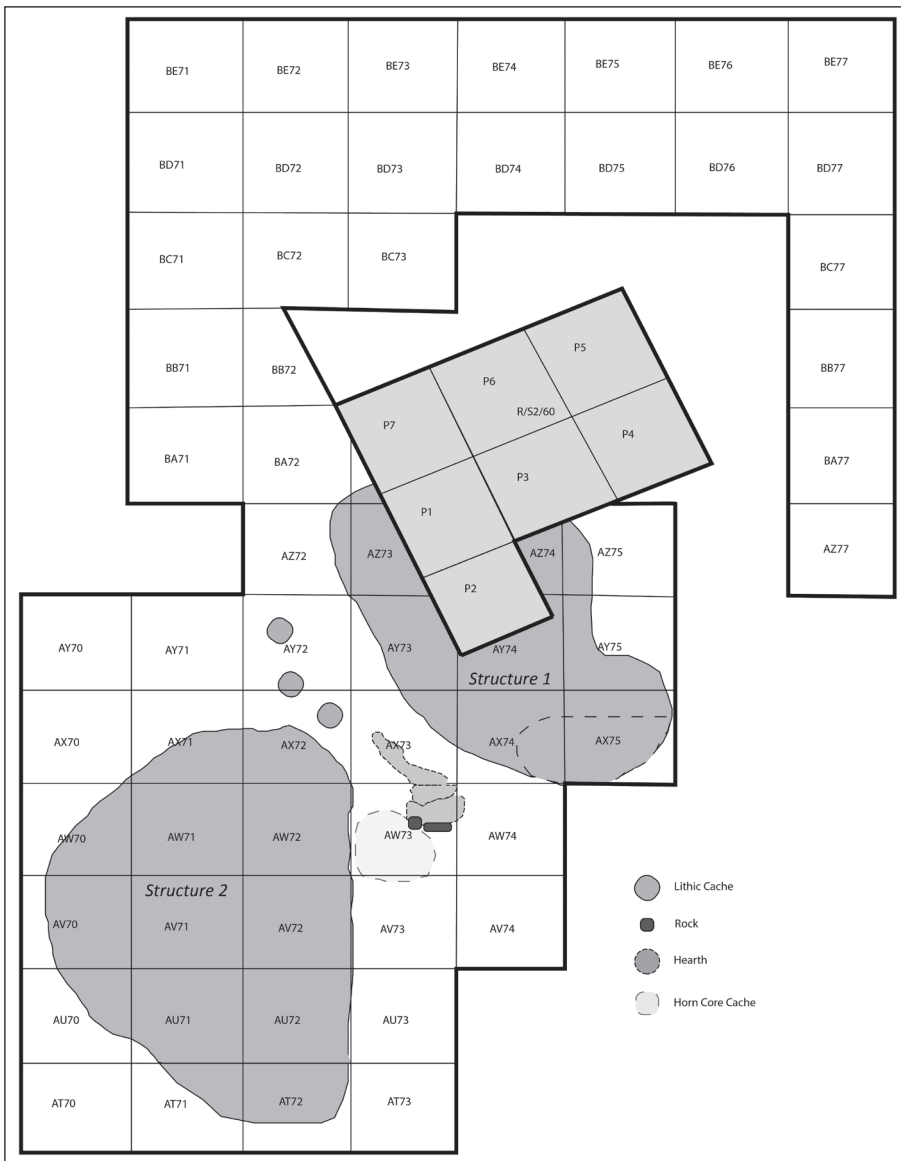 BE71 BE72 BE73 BE74 BE75 BE76 BE77
BD71 BD72 BD73 BD74 BD75 BD76 BD77
BC71 BC72 BC73 BC77
P5
P6
BB71 BB72 BB77
R/S2/60
P7 P4
BA71 BA72 BA77
P3
P1
AZ72 AZ73 AZ74 AZ75 AZ77
P2
AY70 AY71 AY72 AY73 AY74 AY75
Structure 1
AX70 AX71 AX72 AX73 AX74 AX75
AW70 AW71 AW72 AW73 AW74
Structure 2
Lithic Cache
AV70 AV71 AV72 AV73 AV74
Rock
Hearth
Horn Core Cache
AU70 AU71 AU72 AU73
AT70 AT71 AT72 AT73